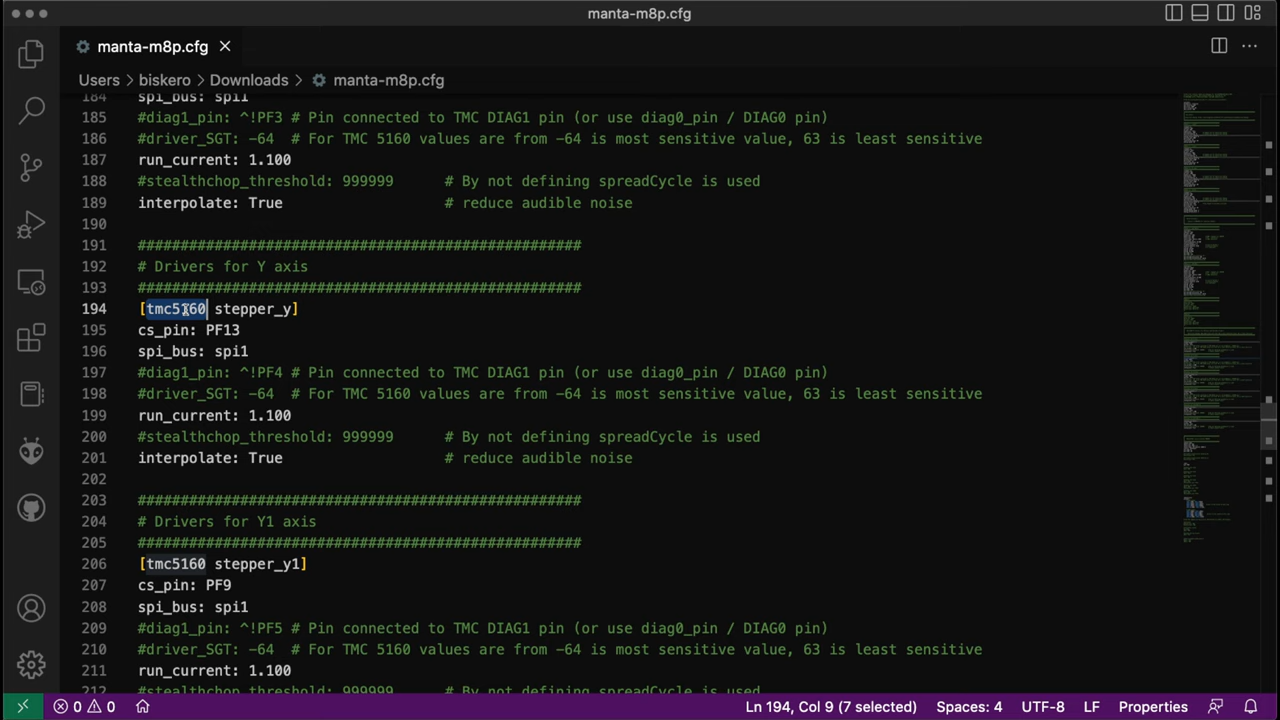 manta-m8p.cfg
manta-m8p.cfg
Users > biskero > Downloads > manta-m8p.cfg
184 spi_bus: spi1
185 #diag1_pin: ^!PF3 # Pin connected to TMC DIAG1 pin (or use diag0_pin / DIAG0 pin)
186 #driver_SGT: -64 # For TMC 5160 values are from -64 is most sensitive value, 63 is least sensitive
187 run_current: 1.100
188 #stealthchop_threshold: 999999 # By not defining spreadCycle is used
189 interpolate: True # reduce audible noise
190
191 ####################################################
192 # Drivers for Y axis
193 ####################################################
194 [tmc5160 stepper_y]
195 cs_pin: PF13
196 spi_bus: spi1
197 #diag1_pin: ^!PF4 # Pin connected to TMC DIAG1 pin (or use diag0_pin / DIAG0 pin)
198 #driver_SGT: -64 # For TMC 5160 values are from -64 is most sensitive value, 63 is least sensitive
199 run_current: 1.100
200 #stealthchop_threshold: 999999 # By not defining spreadCycle is used
201 interpolate: True # reduce audible noise
202
203 ####################################################
204 # Drivers for Y1 axis
205 ####################################################
206 [tmc5160 stepper_y1]
207 cs_pin: PF9
208 spi_bus: spi1
209 #diag1_pin: ^!PF5 # Pin connected to TMC DIAG1 pin (or use diag0_pin / DIAG0 pin)
210 #driver_SGT: -64 # For TMC 5160 values are from -64 is most sensitive value, 63 is least sensitive
211 run_current: 1.100
212 #stealthchop_threshold: 999999 # By not defining spreadCycle is used
0 0 Ln 194, Col 9 (7 selected) Spaces: 4 UTF-8 LF Properties